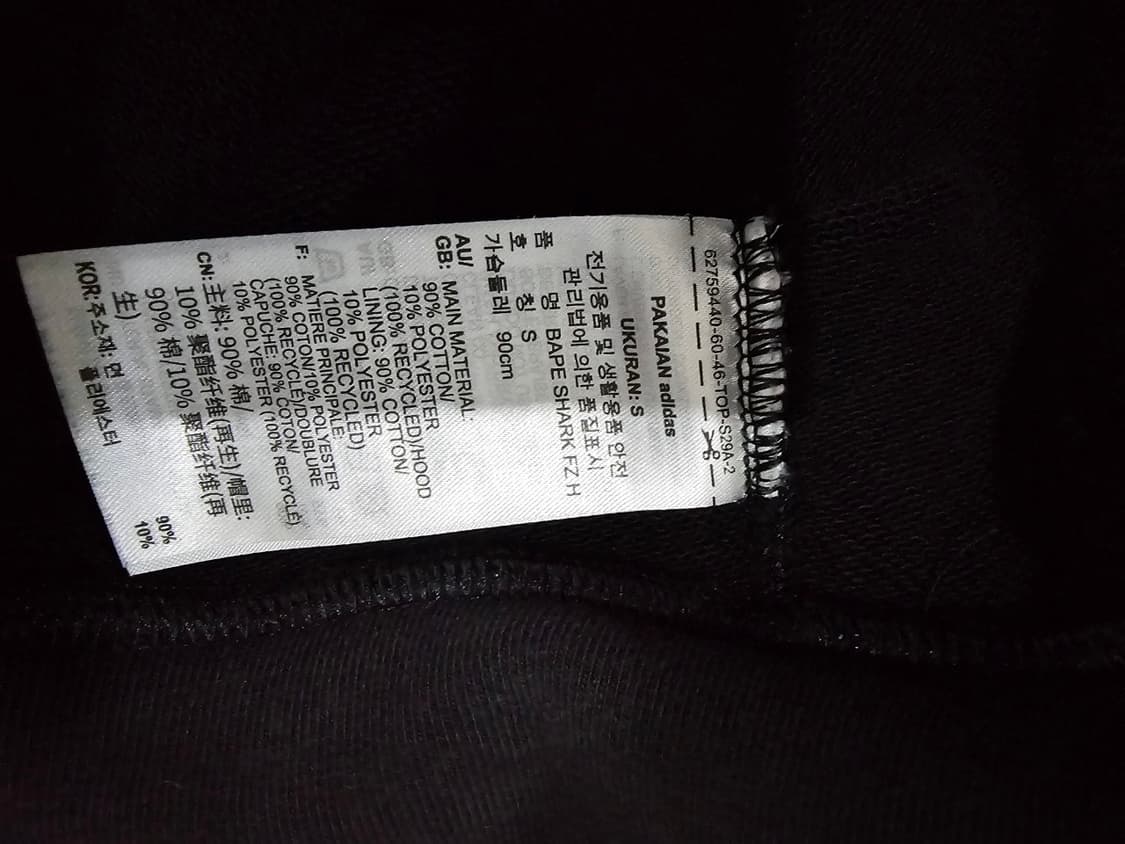 62759440-60-46-TOP-S29A-2
PAKAIAN adidas
UKURAN: S
전기용품 및 생활용품 안전
관리법에 의한 품질표시
품 명 BAPE SHARK FZ H
호 칭 S
가슴둘레 90cm
AU/
GB: MAIN MATERIAL:
90% COTTON/
10% POLYESTER
(100% RECYCLED)/HOOD
LINING: 90% COTTON/
10% POLYESTER
(100% RECYCLED)
F: MATIERE PRINCIPALE:
90% COTON/10% POLYESTER
(100% RECYCLÉ)/DOUBLURE
CAPUCHE: 90% COTON/
10% POLYESTER (100% RECYCLÉ)
CN: 主料: 90% 棉/
10% 聚酯纤维(再生)/帽里:
90% 棉/10% 聚酯纤维(再
生)
KOR: 주소재: 면 90%
폴리에스터 10%